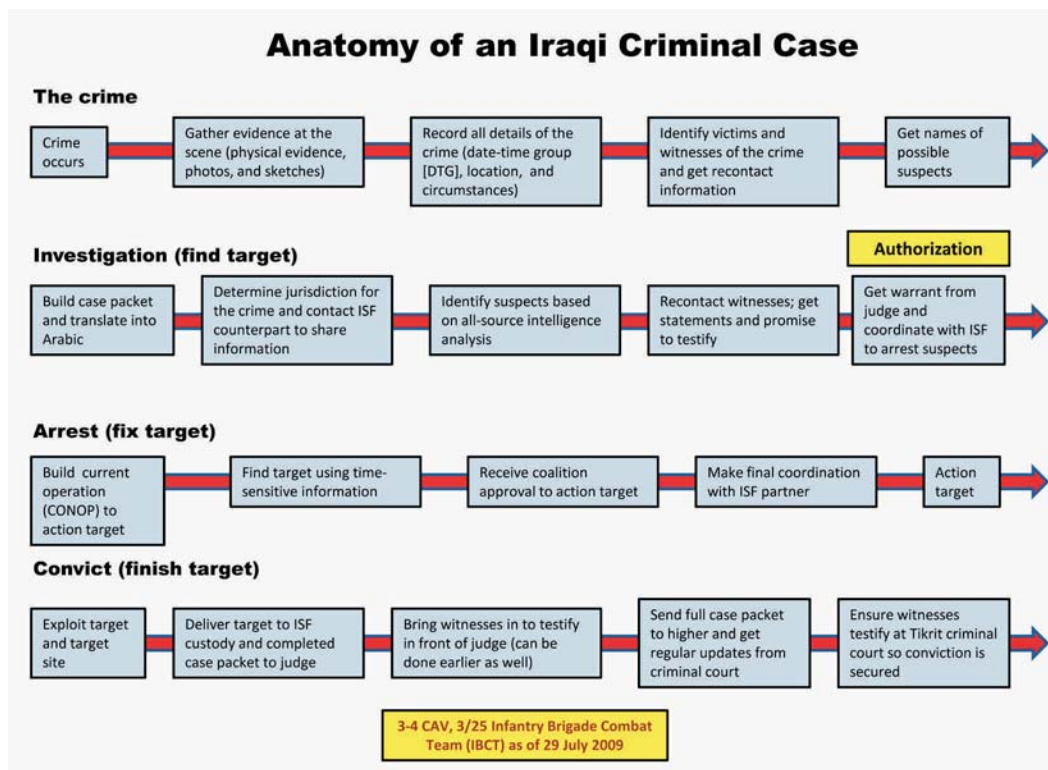 Anatomy of an Iraqi Criminal Case
The crime
Crime
occurs
Gather evidence at the
scene (physical evidence,
photos, and sketches)
Record all details of the
crime (date-time group
[DTG], location, and
circumstances)
Identify victims and
witnesses of the crime
and get recontact
information
Get names of
possible
suspects
Investigation (find target)
Authorization
Build case packet
and translate into
Arabic
Determine jurisdiction for
the crime and contact ISF
counterpart to share
information
Identify suspects based
on all-source intelligence
analysis
Recontact witnesses; get
statements and promise
to testify
Get warrant from
judge and
coordinate with ISF
to arrest suspects
Arrest (fix target)
Build current
operation
(CONOP) to
action target
Find target using time-
sensitive information
Receive coalition
approval to action target
Make final coordination
with ISF partner
Action
target
Convict (finish target)
Exploit target
and target
site
Deliver target to ISF
custody and completed
case packet to judge
Bring witnesses in to testify
in front of judge (can be
done earlier as well)
Send full case packet
to higher and get
regular updates from
criminal court
Ensure witnesses
testify at Tikrit criminal
court so conviction is
secured
3-4 CAV, 3/25 Infantry Brigade Combat
Team (IBCT) as of 29 July 2009